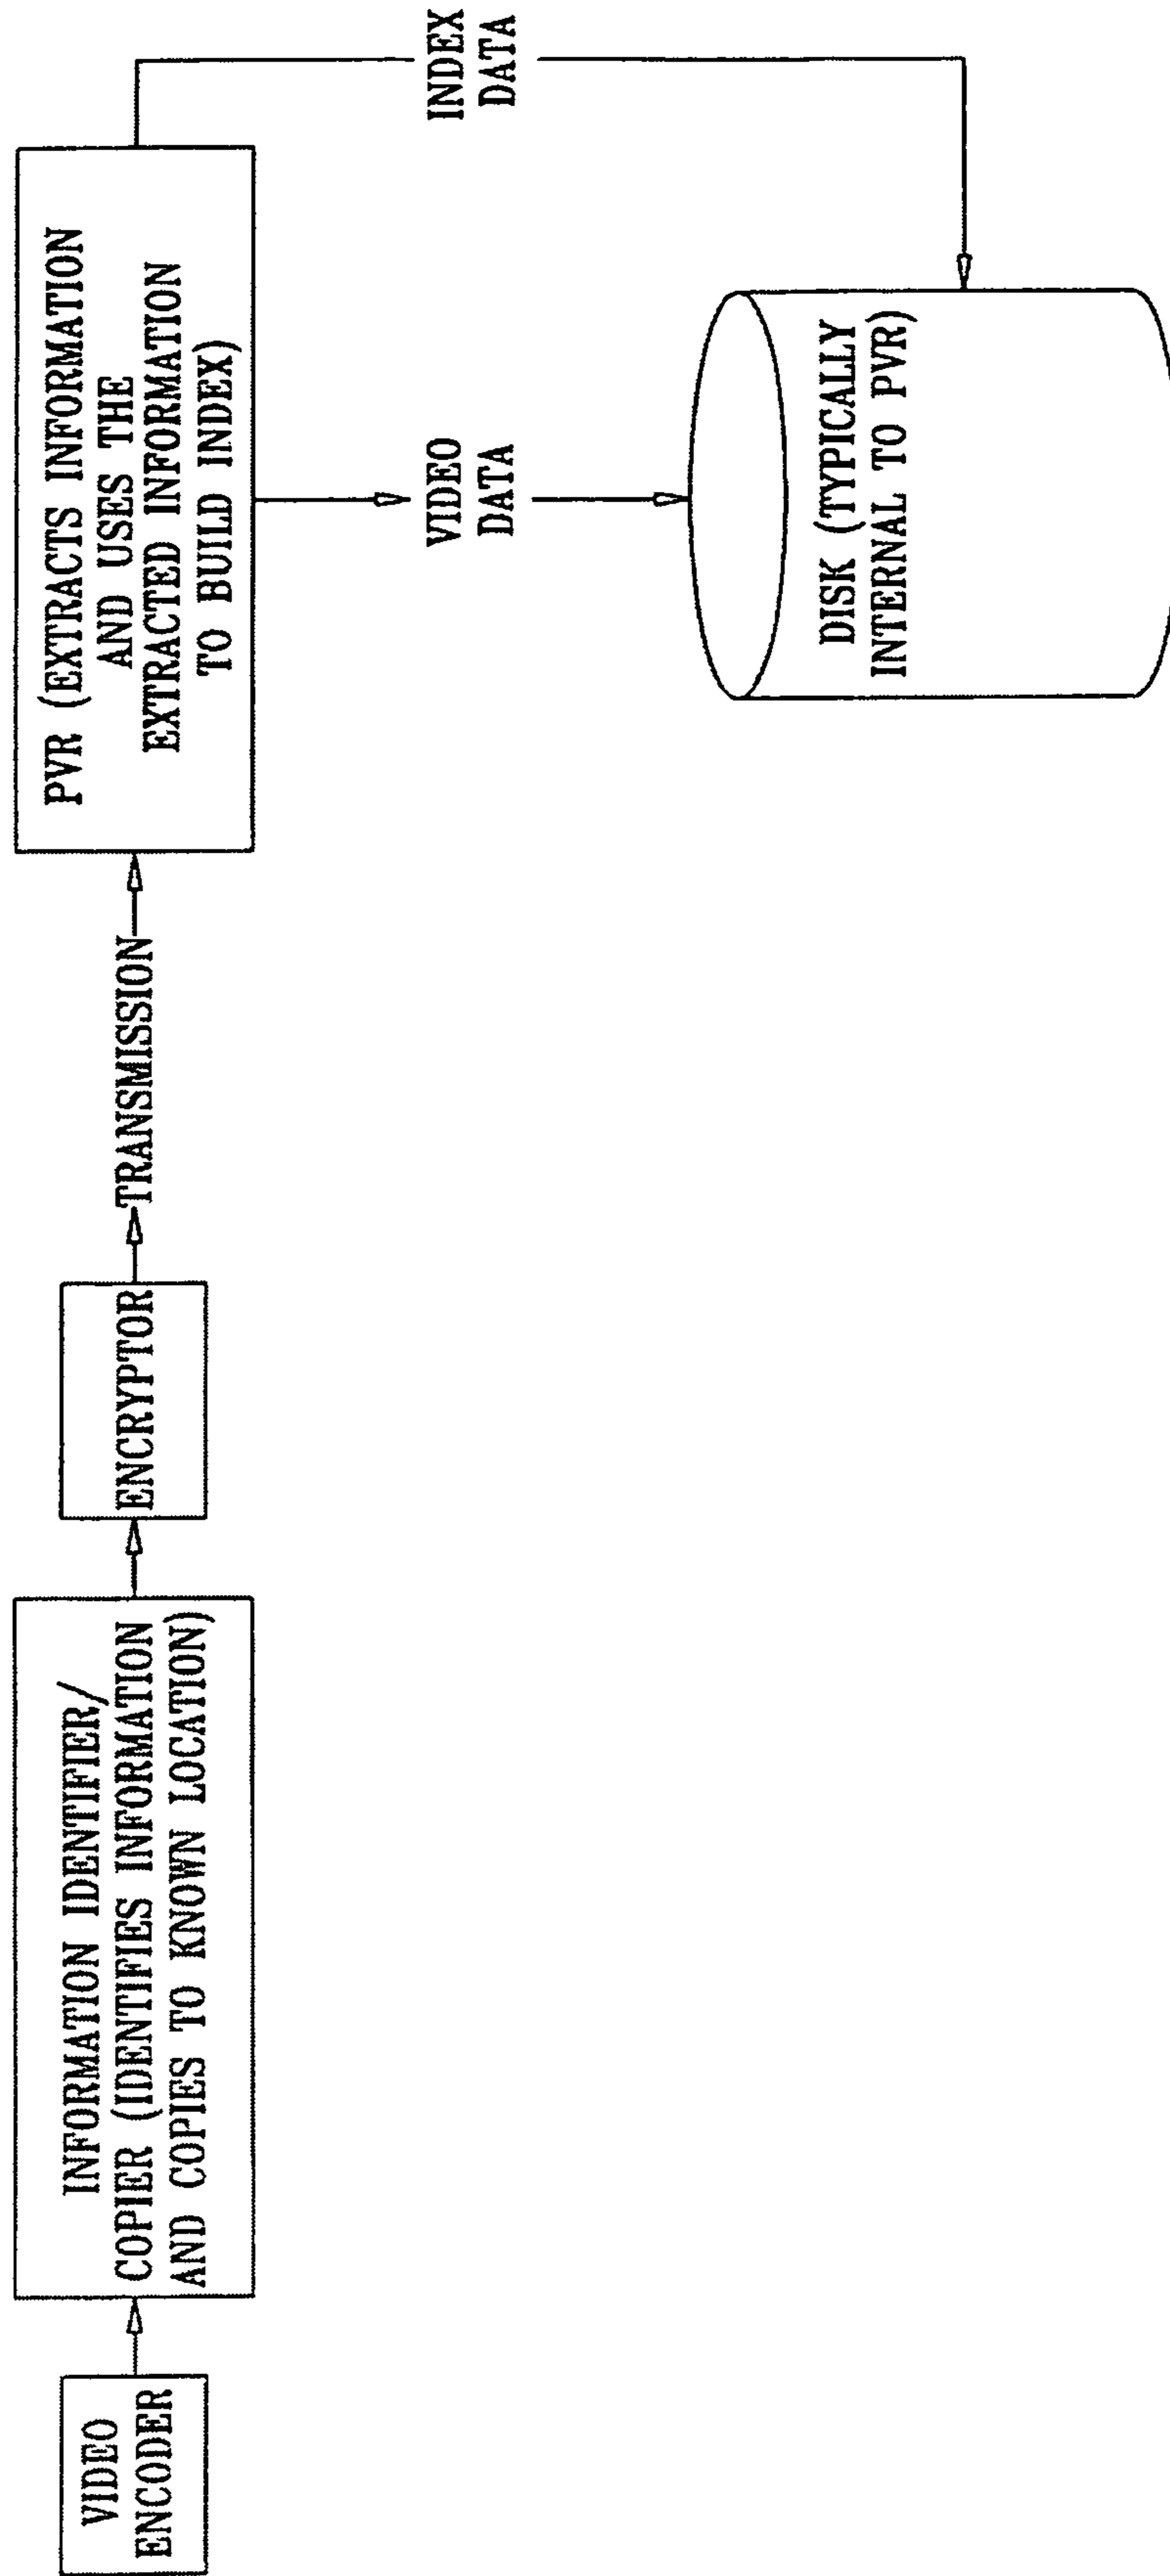 VIDEO
ENCODER
INFORMATION IDENTIFIER/
COPIER (IDENTIFIES INFORMATION
AND COPIES TO KNOWN LOCATION)
ENCRYPTOR
TRANSMISSION
PVR (EXTRACTS INFORMATION
AND USES THE
EXTRACTED INFORMATION
TO BUILD INDEX)
VIDEO
DATA
INDEX
DATA
DISK (TYPICALLY
INTERNAL TO PVR)